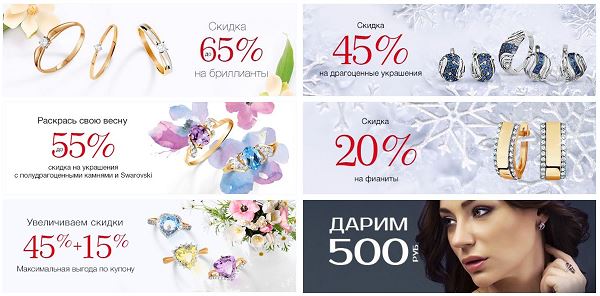 Скидка
до 65%
на бриллианты
Скидка
45%
на драгоценные украшения
Раскрась свою весну
до 55%
скидка на украшения
с полудрагоценными камнями и Swarovski
Скидка
20%
на фианиты
Увеличиваем скидки
45%+15%
Максимальная выгода по купону
ДАРИМ
500 РУБ.